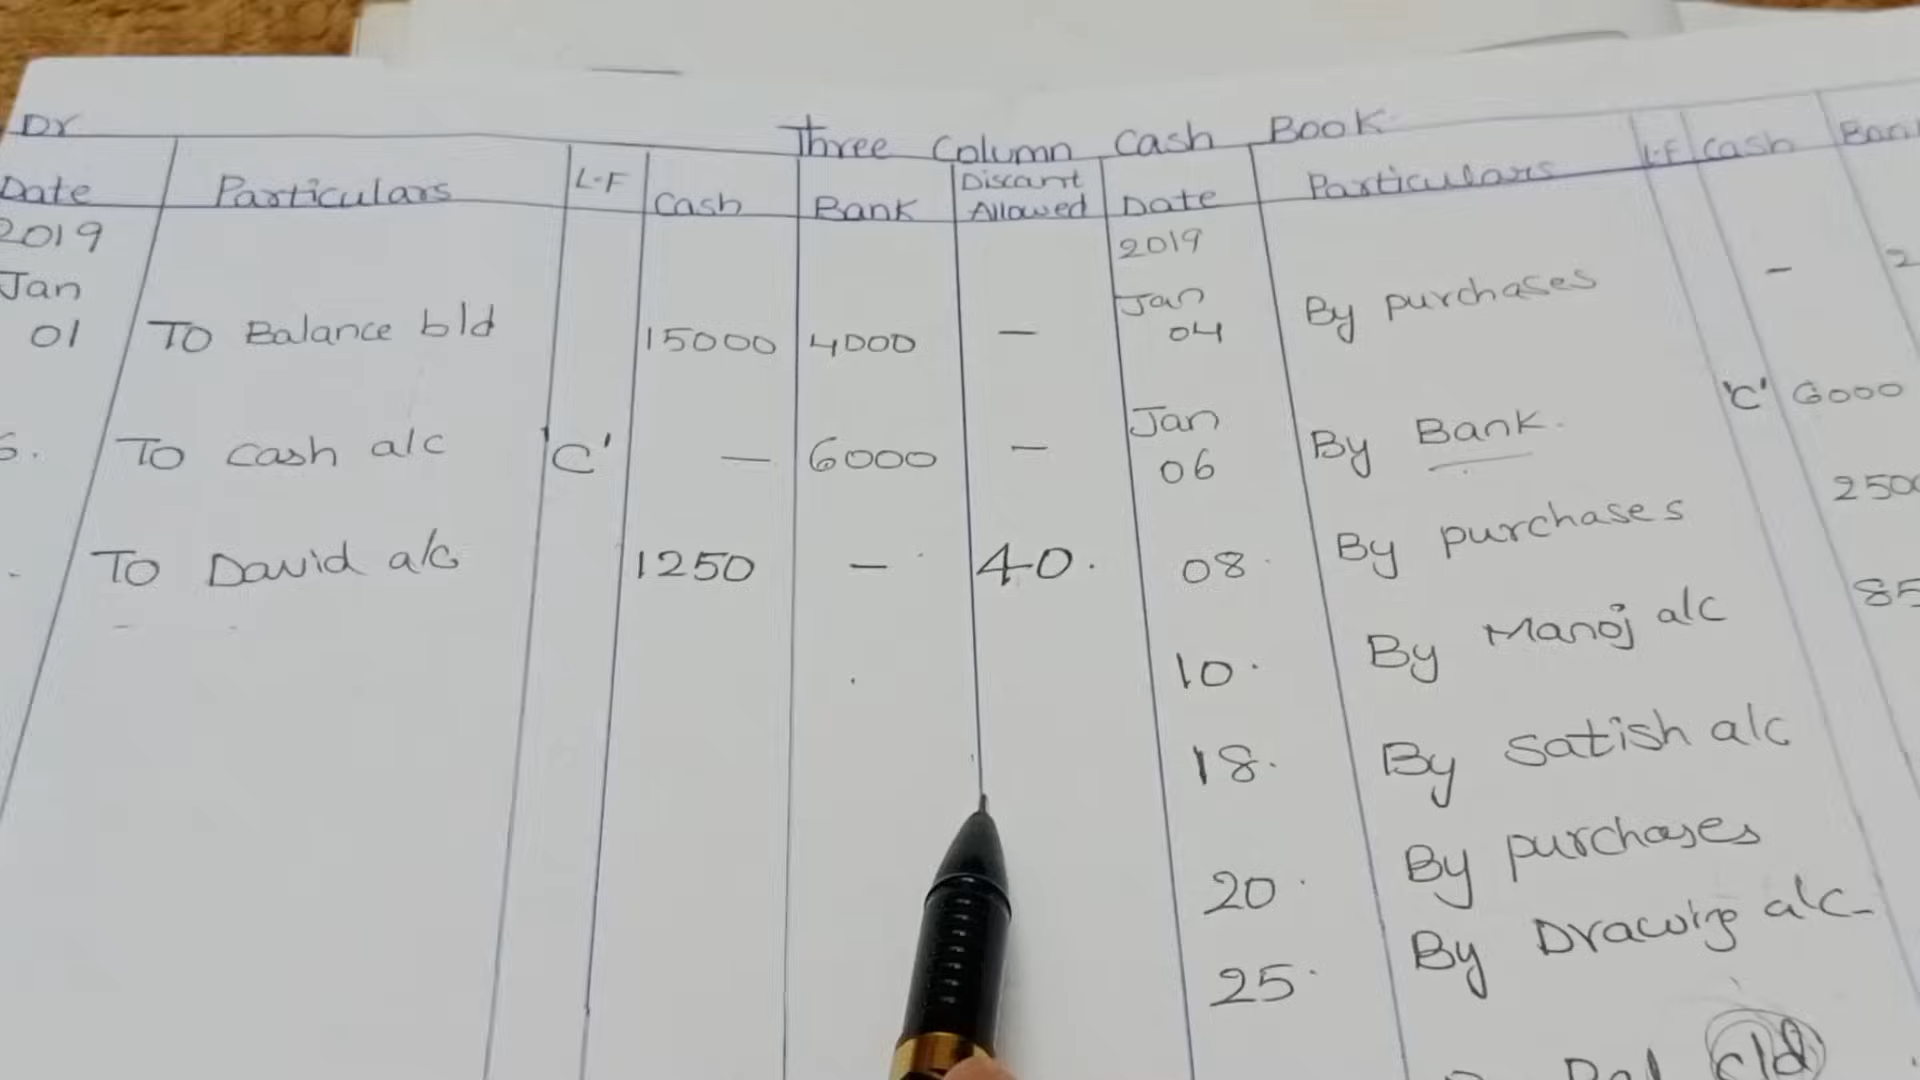 Dr Three Column Cash Book
Date Particulars L.F Cash Bank Discant Allowed Date Particulars L.F Cash
2019 2019
Jan 01 To Balance b/d 15000 4000 — Jan 04 By purchases —
To cash a/c 'C' — 6000 — Jan 06 By Bank. 'C' 6000
To David a/c 1250 — 40. 08. By purchases
10. By Manoj a/c
18. By Satish a/c
20. By purchases
25. By Drawing a/c
c/d